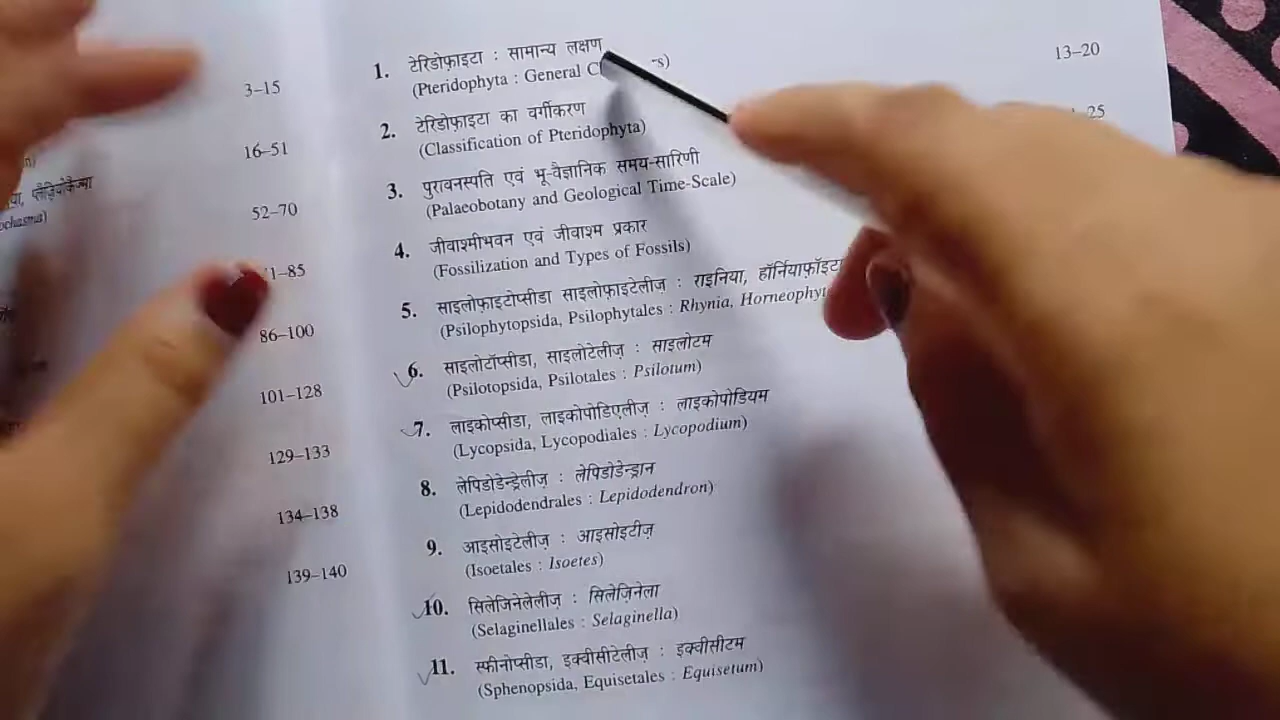 3–15
16–51
52–70
1–85
86–100
101–128
129–133
134–138
139–140
1. टेरिडोफ़ाइटा : सामान्य लक्षण 13–20
(Pteridophyta : General
2. टेरिडोफ़ाइटा का वर्गीकरण 25
(Classification of Pteridophyta)
3. पुरावनस्पति एवं भू-वैज्ञानिक समय-सारिणी
(Palaeobotany and Geological Time-Scale)
4. जीवाश्मीभवन एवं जीवाश्म प्रकार
(Fossilization and Types of Fossils)
5. साइलोफ़ाइटोप्सीडा साइलोफ़ाइटेलीज़ : राइनिया,
(Psilophytopsida, Psilophytales : Rhynia,
6. साइलोटॉप्सीडा, साइलोटेलीज़ : साइलोटम
(Psilotopsida, Psilotales : Psilotum)
7. लाइकोप्सीडा, लाइकोपोडिएलीज़ : लाइकोपोडियम
(Lycopsida, Lycopodiales : Lycopodium)
8. लेपिडोडेन्ड्रेलीज़ : लेपिडोडेन्ड्रान
(Lepidodendrales : Lepidodendron)
9. आइसोइटेलीज़ : आइसोइटीज़
(Isoetales : Isoetes)
10. सिलेजिनेलेलीज़ : सिलेज़िनेला
(Selaginellales : Selaginella)
11. स्फीनोप्सीडा, इक्वीसीटेलीज़ : इक्वीसीटम
(Sphenopsida, Equisetales : Equisetum)